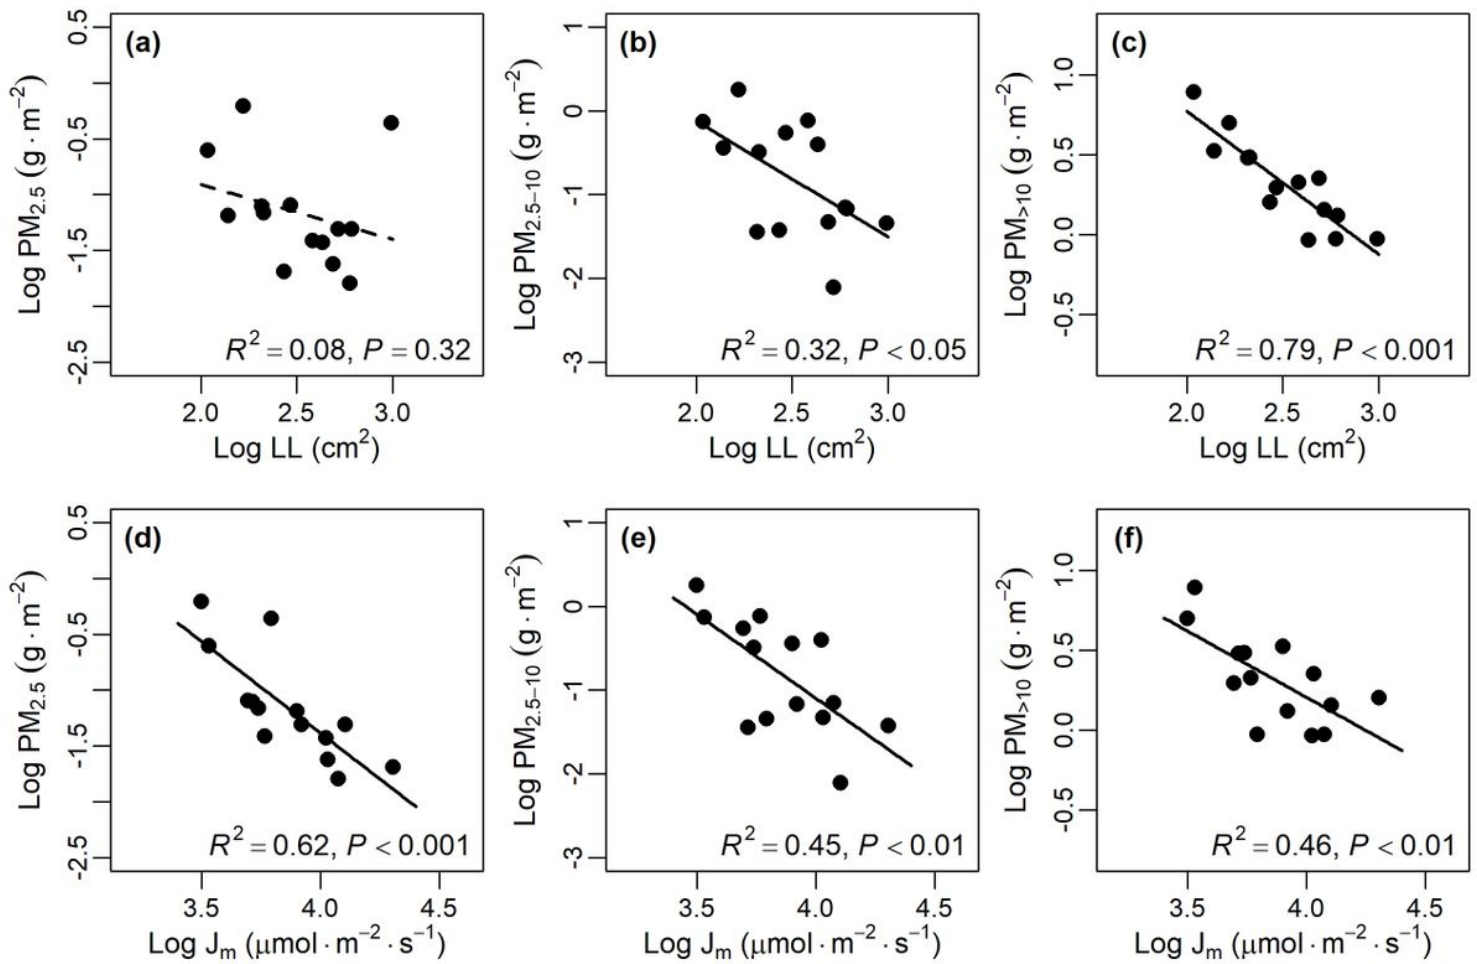 (a)
Log PM2.5 (g·m−2)
0.5
-0.5
-1.5
-2.5
R2 = 0.08, P = 0.32
2.0 2.5 3.0
Log LL (cm2)
(b)
Log PM2.5−10 (g·m−2)
1
0
-1
-2
-3
R2 = 0.32, P < 0.05
2.0 2.5 3.0
Log LL (cm2)
(c)
Log PM>10 (g·m−2)
1.0
0.5
0.0
-0.5
R2 = 0.79, P < 0.001
2.0 2.5 3.0
Log LL (cm2)
(d)
Log PM2.5 (g·m−2)
0.5
-0.5
-1.5
-2.5
R2 = 0.62, P < 0.001
3.5 4.0 4.5
Log Jm (μmol·m−2·s−1)
(e)
Log PM2.5−10 (g·m−2)
1
0
-1
-2
-3
R2 = 0.45, P < 0.01
3.5 4.0 4.5
Log Jm (μmol·m−2·s−1)
(f)
Log PM>10 (g·m−2)
1.0
0.5
0.0
-0.5
R2 = 0.46, P < 0.01
3.5 4.0 4.5
Log Jm (μmol·m−2·s−1)